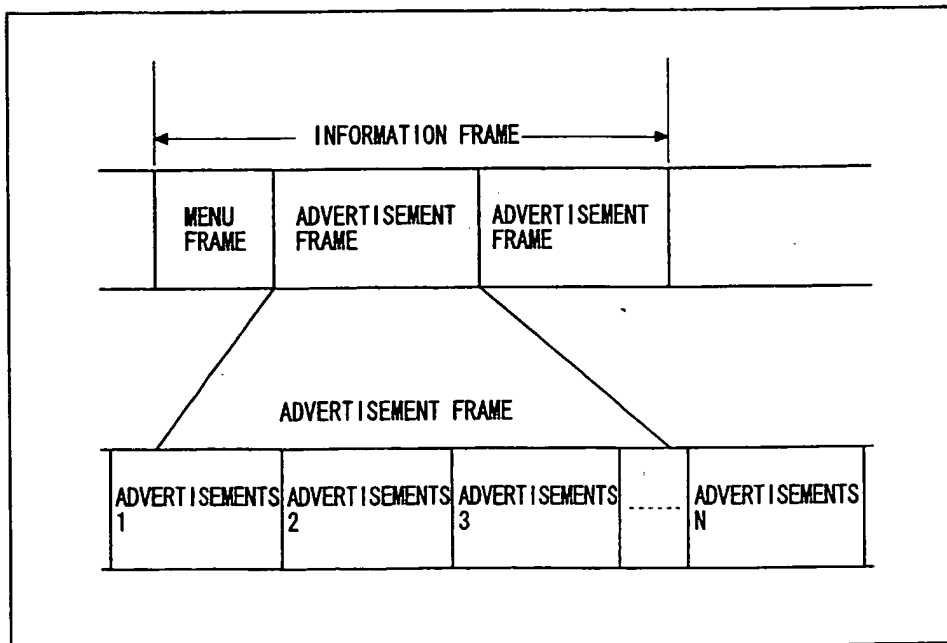 INFORMATION FRAME
MENU
FRAME
ADVERTISEMENT
FRAME
ADVERTISEMENT
FRAME
ADVERTISEMENT FRAME
ADVERTISEMENTS
1
ADVERTISEMENTS
2
ADVERTISEMENTS
3
ADVERTISEMENTS
N